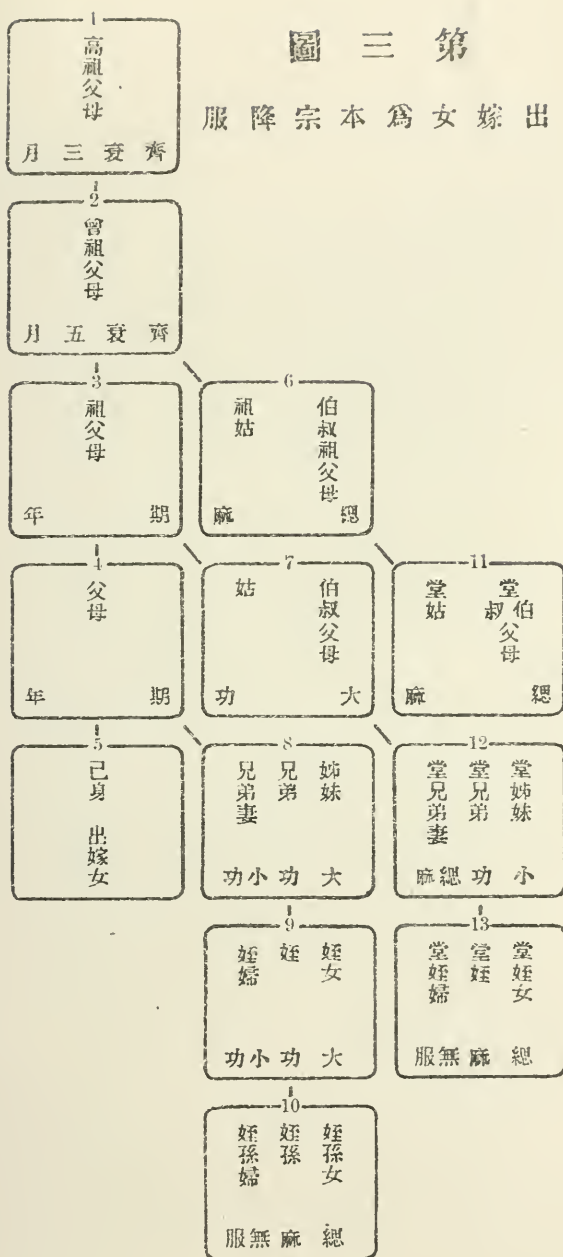 第三圖
出嫁女爲本宗降服
1
高祖父母
齊衰三月
2
曾祖父母
齊衰五月
3
祖父母
期年
4
父母
期年
5
己身 出嫁女
6
伯叔祖父母
祖姑
緦麻
7
伯叔父母
姑
大功
8
姊妹
兄弟
兄弟妻
大功小功
9
姪女
姪
姪婦
大功小功
10
姪孫女
姪孫
姪孫婦
緦麻無服
11
堂伯叔父母
堂姑
緦麻
12
堂姊妹
堂兄弟
堂兄弟妻
小功緦麻
13
堂姪女
堂姪
堂姪婦
緦麻無服